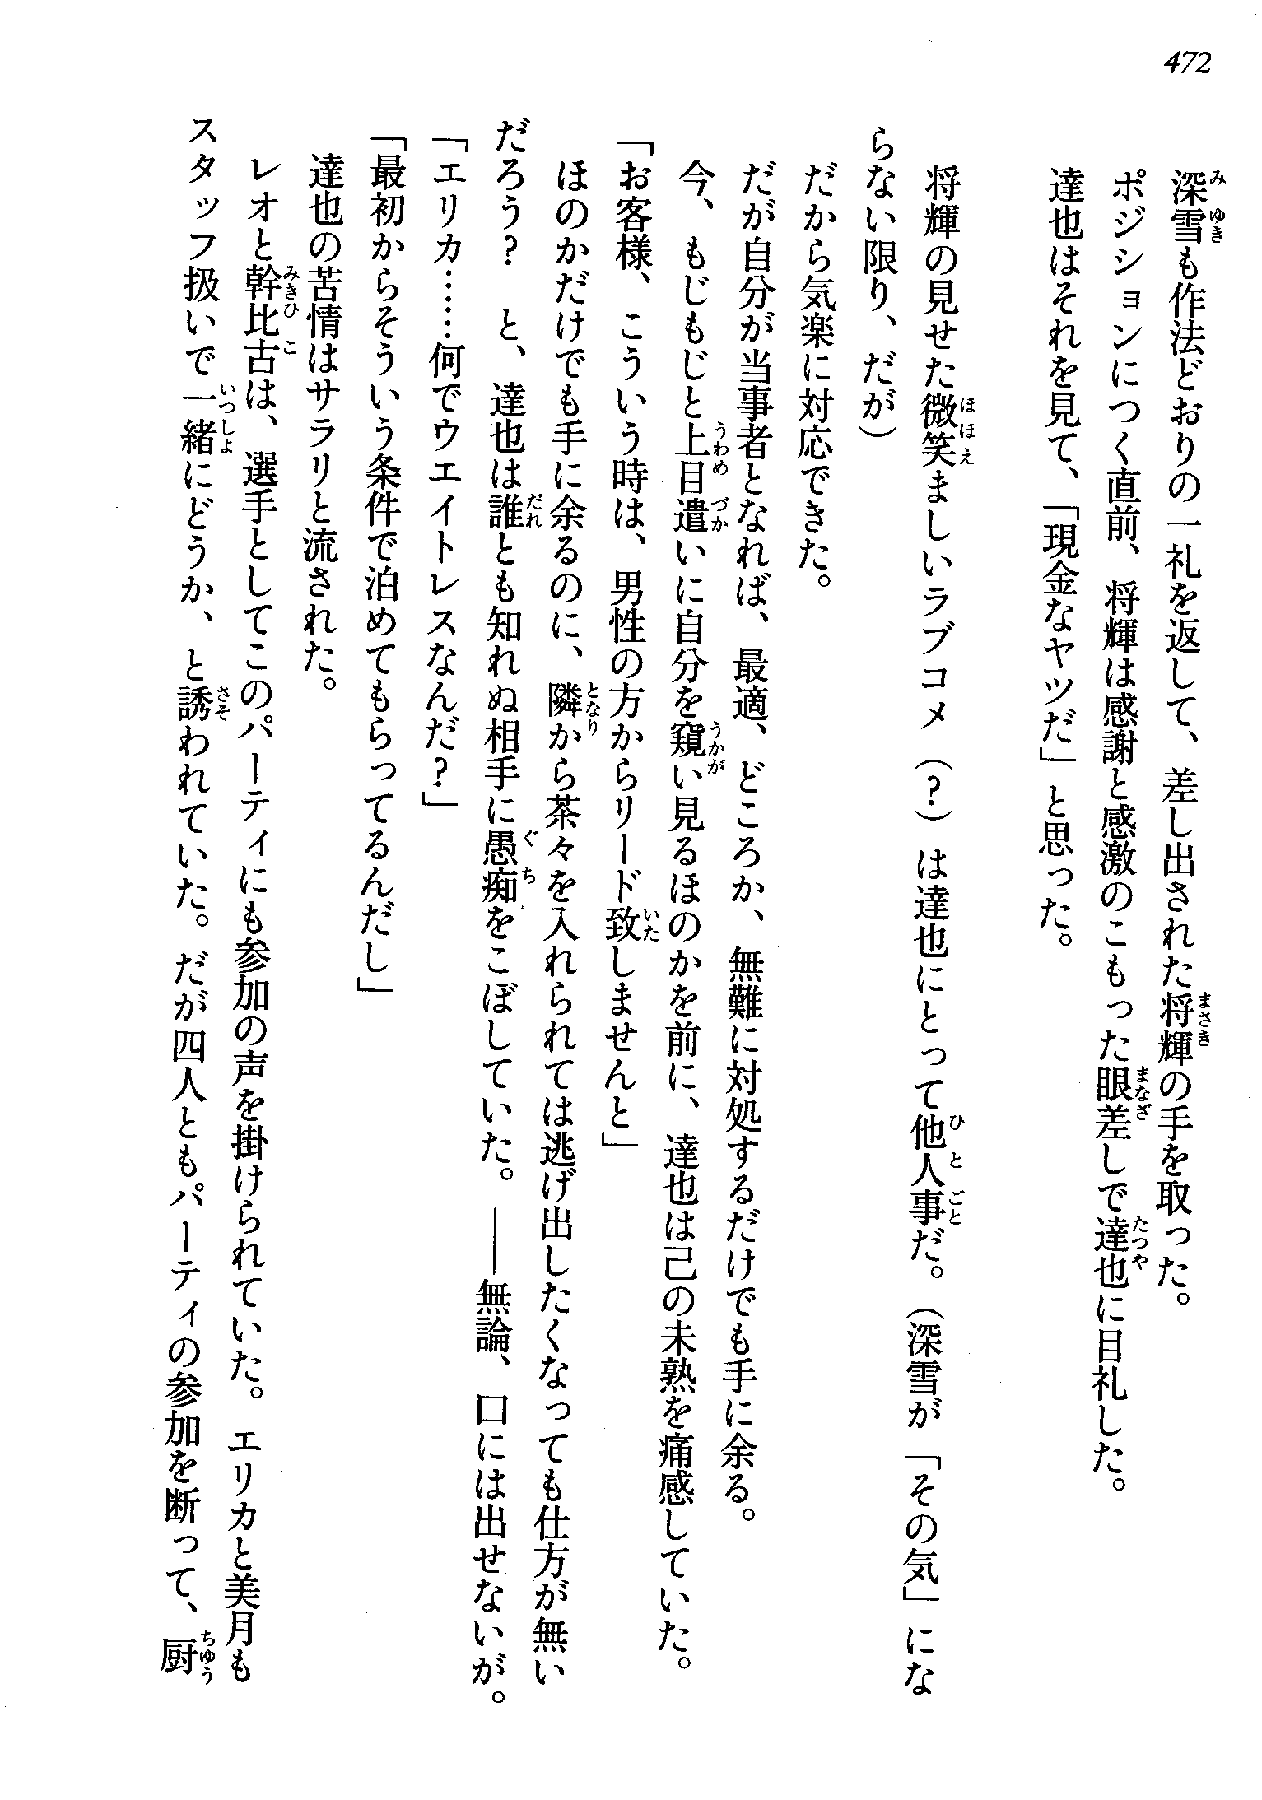 472
深雪も作法どおりの一礼を返して、差し出された将輝の手を取った。
ポジションにつく直前、将輝は感謝と感激のこもった眼差しで達也に目礼した。
達也はそれを見て、「現金なヤツだ」と思った。
将輝の見せた微笑ましいラブコメ（？）は達也にとって他人事だ。（深雪が「その気」にな
らない限り、だが）
だから気楽に対応できた。
だが自分が当事者となれば、最適、どころか、無難に対処するだけでも手に余る。
今、もじもじと上目遣いに自分を窺い見るほのかを前に、達也は己の未熟を痛感していた。
「お客様、こういう時は、男性の方からリード致しませんと」
ほのかだけでも手に余るのに、隣から茶々を入れられては逃げ出したくなっても仕方が無い
だろう？　と、達也は誰とも知れぬ相手に愚痴をこぼしていた。――無論、口には出せないが。
「エリカ……何でウエイトレスなんだ？」
「最初からそういう条件で泊めてもらってるんだし」
達也の苦情はサラリと流された。
レオと幹比古は、選手としてこのパーティにも参加の声を掛けられていた。エリカと美月も
スタッフ扱いで一緒にどうか、と誘われていた。だが四人ともパーティの参加を断って、厨